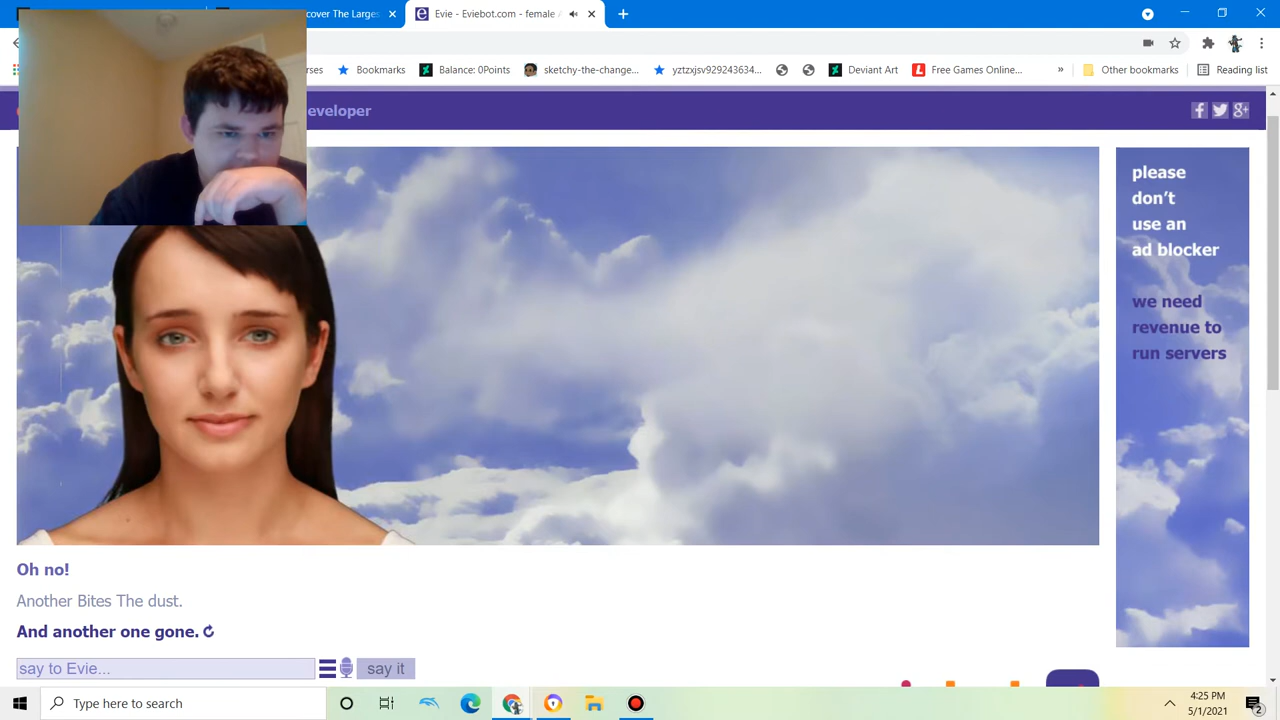 cover The Larges
Evie - Eviebot.com - female
rses
Bookmarks
Balance: 0Points
sketchy-the-change...
yztzxjsv929243634...
Deviant Art
Free Games Online...
»
Other bookmarks
Reading list
eveloper
please
don't
use an
ad blocker
we need
revenue to
run servers
Oh no!
Another Bites The dust.
And another one gone.
say to Evie...
say it
Type here to search
4:25 PM
5/1/2021
2